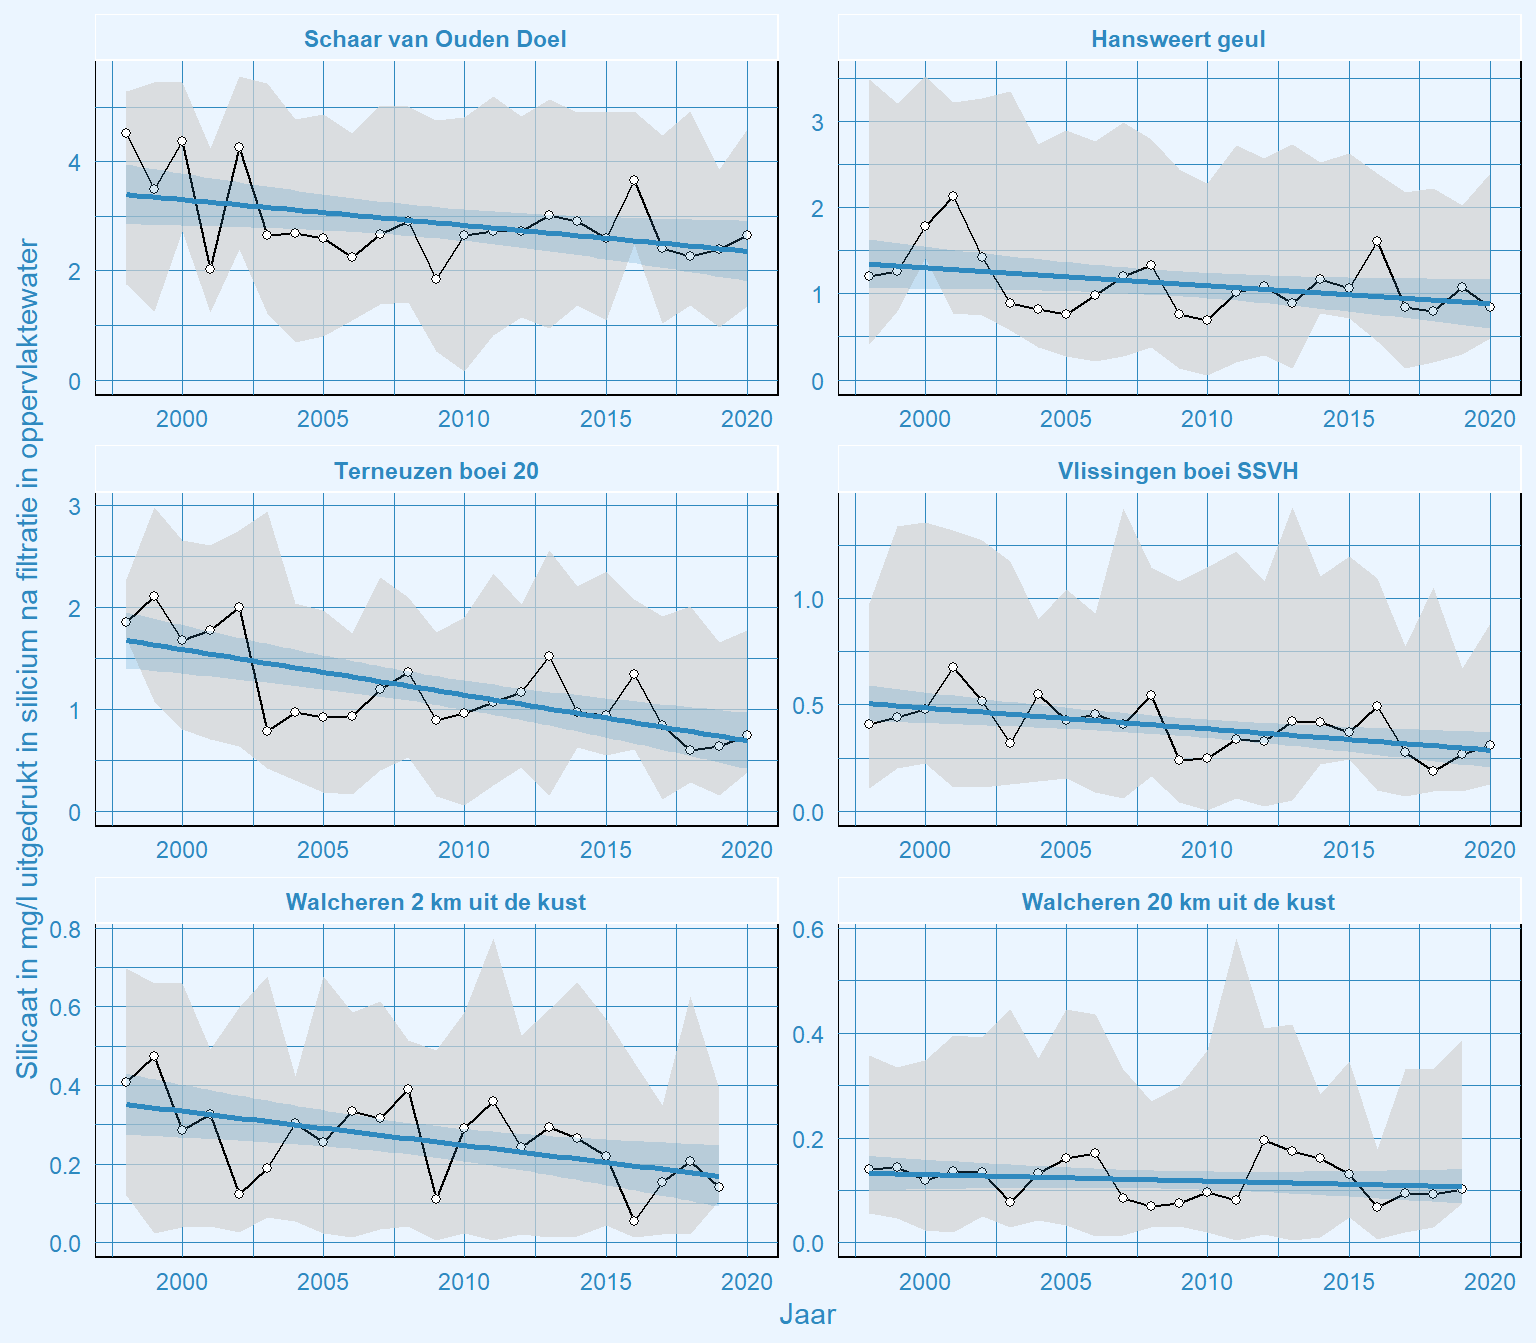 Silicaat in mg/l uitgedrukt in silicium na filtratie in oppervlaktewater
Schaar van Ouden Doel
4
2
0
2000 2005 2010 2015 2020
Hansweert geul
3
2
1
0
2000 2005 2010 2015 2020
Terneuzen boei 20
3
2
1
0
2000 2005 2010 2015 2020
Vlissingen boei SSVH
1.0
0.5
0.0
2000 2005 2010 2015 2020
Walcheren 2 km uit de kust
0.8
0.6
0.4
0.2
0.0
2000 2005 2010 2015 2020
Walcheren 20 km uit de kust
0.6
0.4
0.2
0.0
2000 2005 2010 2015 2020
Jaar